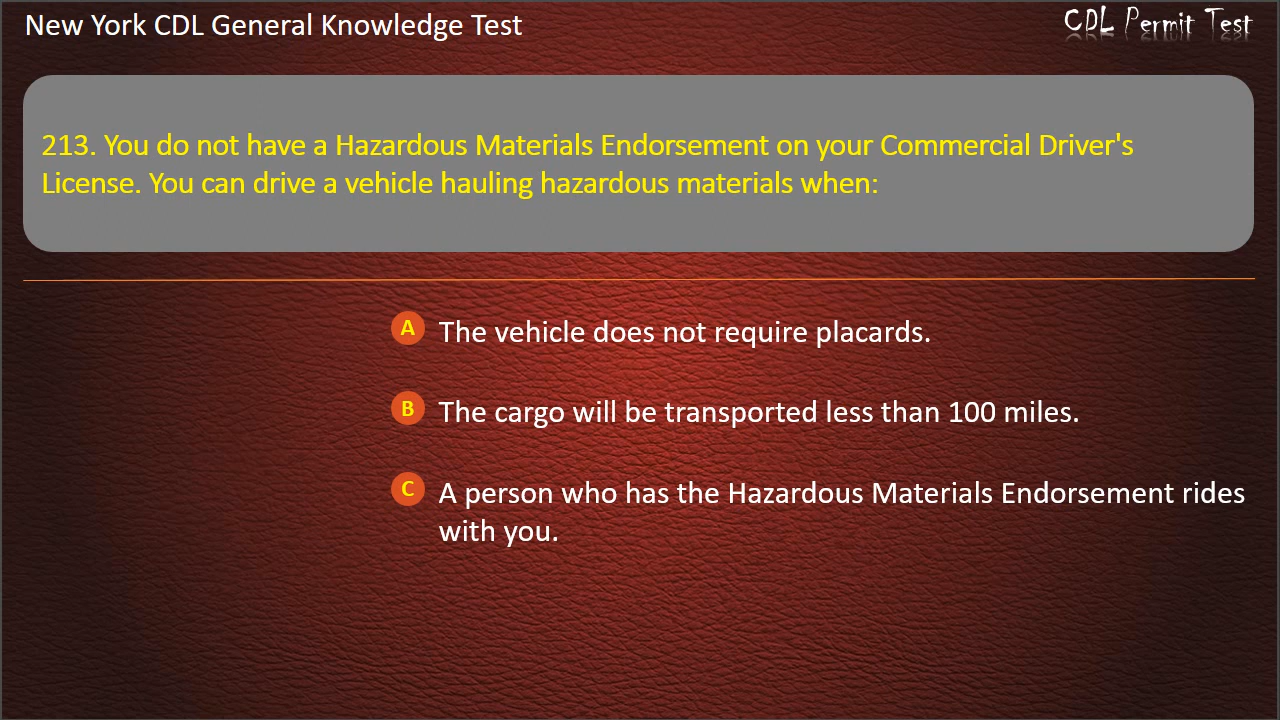 New York CDL General Knowledge Test
CDL Permit Test
213. You do not have a Hazardous Materials Endorsement on your Commercial Driver's
License. You can drive a vehicle hauling hazardous materials when:
A The vehicle does not require placards.
B The cargo will be transported less than 100 miles.
C A person who has the Hazardous Materials Endorsement rides
with you.